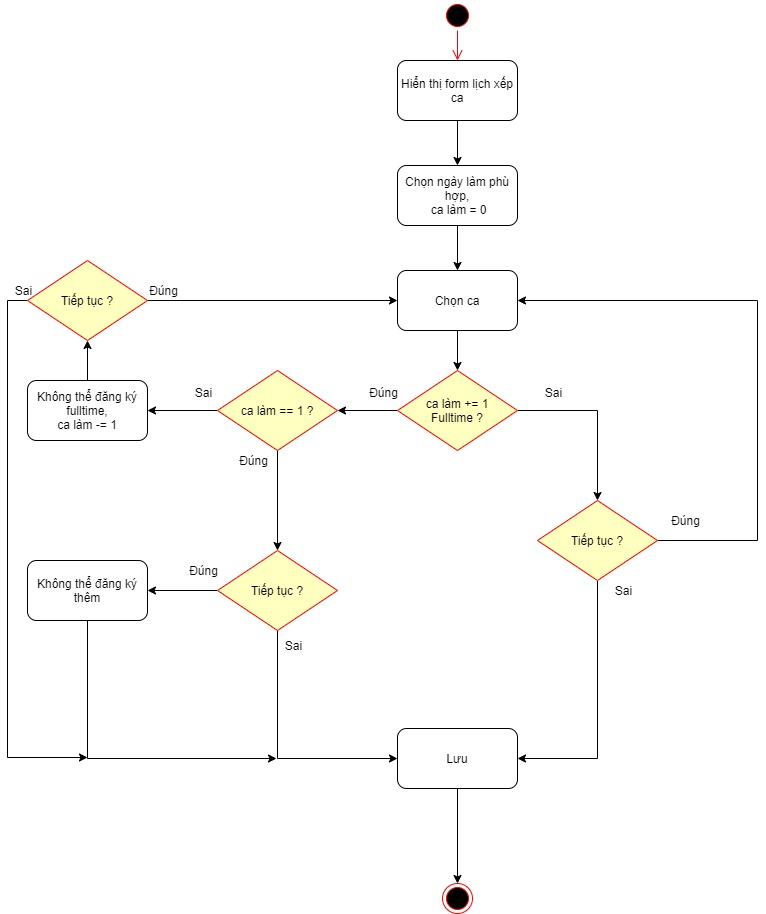 Hiển thị form lịch xếp
ca
Chọn ngày làm phù
hợp,
ca làm = 0
Sai
Tiếp tục ?
Đúng
Chọn ca
Không thể đăng ký
fulltime,
ca làm -= 1
Sai
ca làm == 1 ?
Đúng
ca làm += 1
Fulltime ?
Sai
Đúng
Tiếp tục ?
Đúng
Không thể đăng ký
thêm
Đúng
Tiếp tục ?
Sai
Sai
Lưu